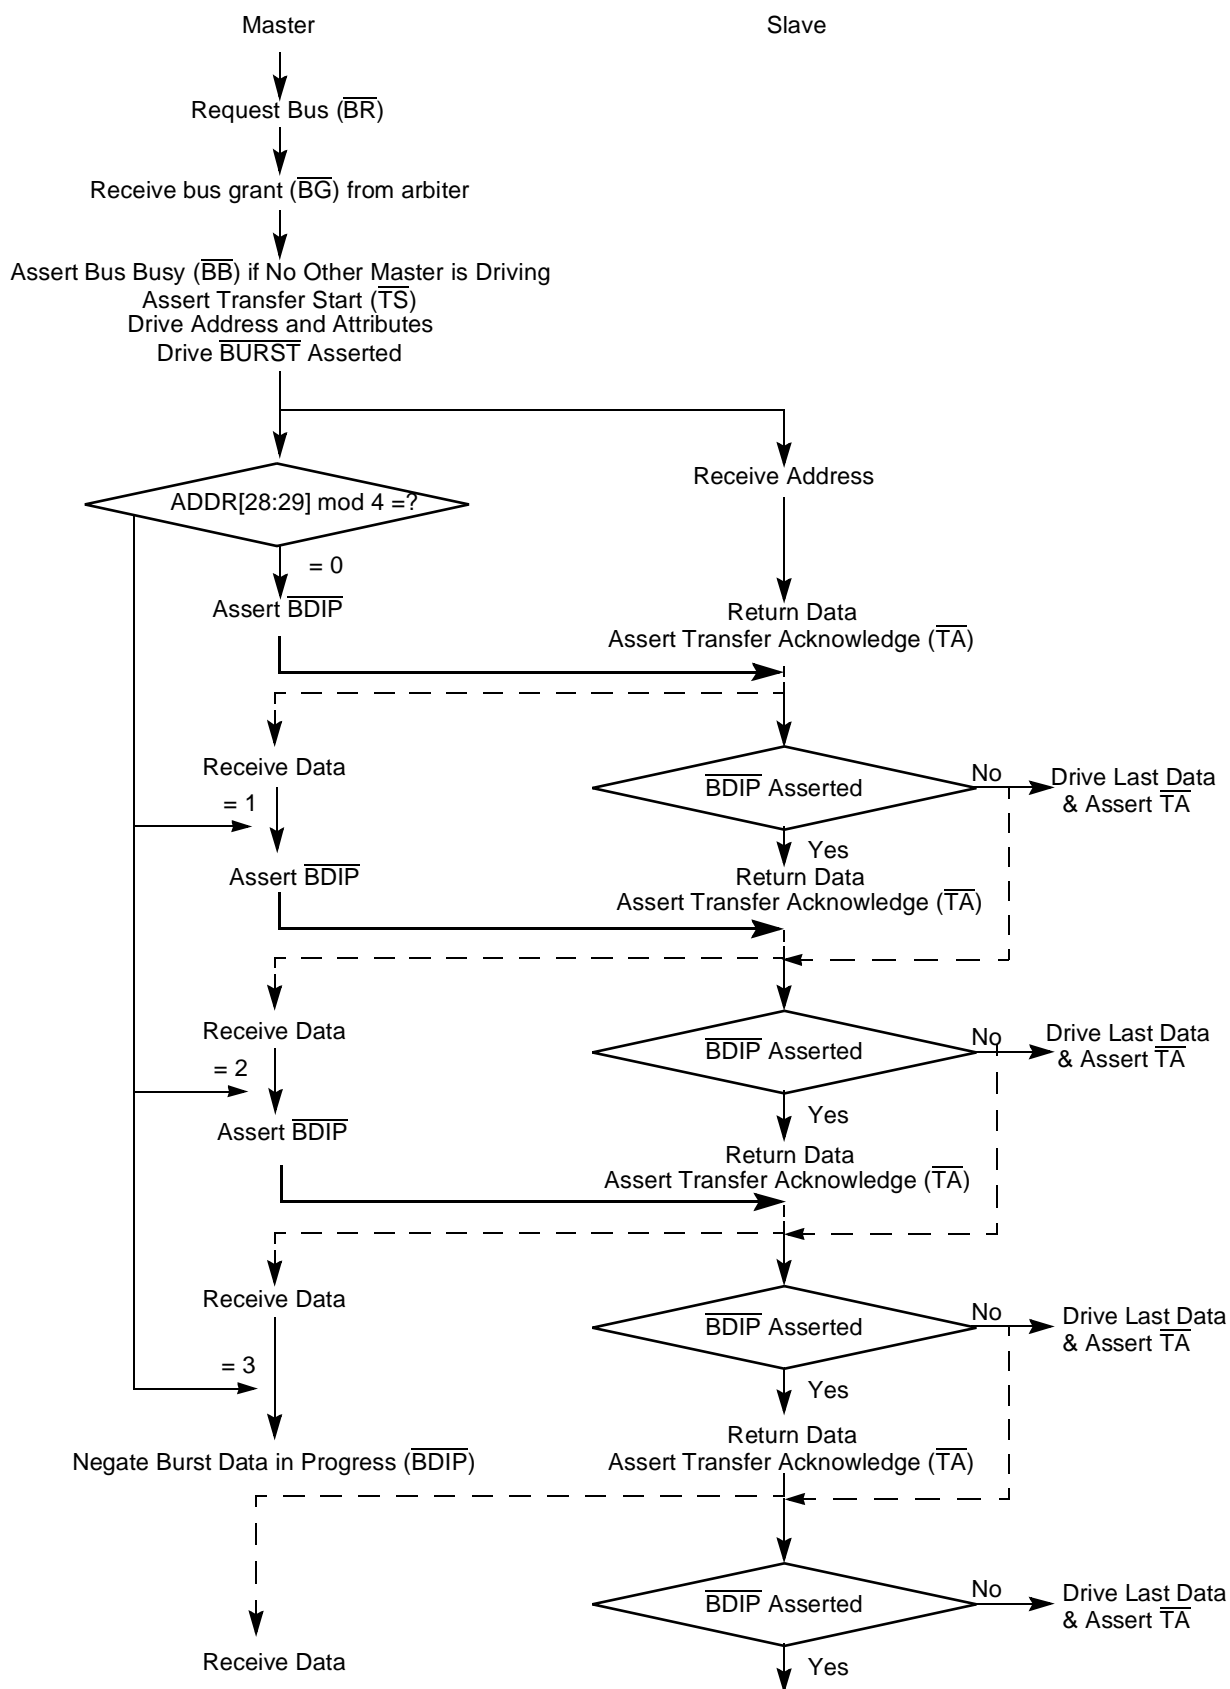 Master
Slave
Request Bus (BR)
Receive bus grant (BG) from arbiter
Assert Bus Busy (BB) if No Other Master is Driving
Assert Transfer Start (TS)
Drive Address and Attributes
Drive BURST Asserted
ADDR[28:29] mod 4 =?
Receive Address
= 0
Assert BDIP
Return Data
Assert Transfer Acknowledge (TA)
Receive Data
BDIP Asserted
No
Drive Last Data
& Assert TA
= 1
Yes
Assert BDIP
Return Data
Assert Transfer Acknowledge (TA)
Receive Data
BDIP Asserted
No
Drive Last Data
& Assert TA
= 2
Yes
Assert BDIP
Return Data
Assert Transfer Acknowledge (TA)
Receive Data
BDIP Asserted
No
Drive Last Data
& Assert TA
= 3
Yes
Negate Burst Data in Progress (BDIP)
Return Data
Assert Transfer Acknowledge (TA)
BDIP Asserted
No
Drive Last Data
& Assert TA
Receive Data
Yes